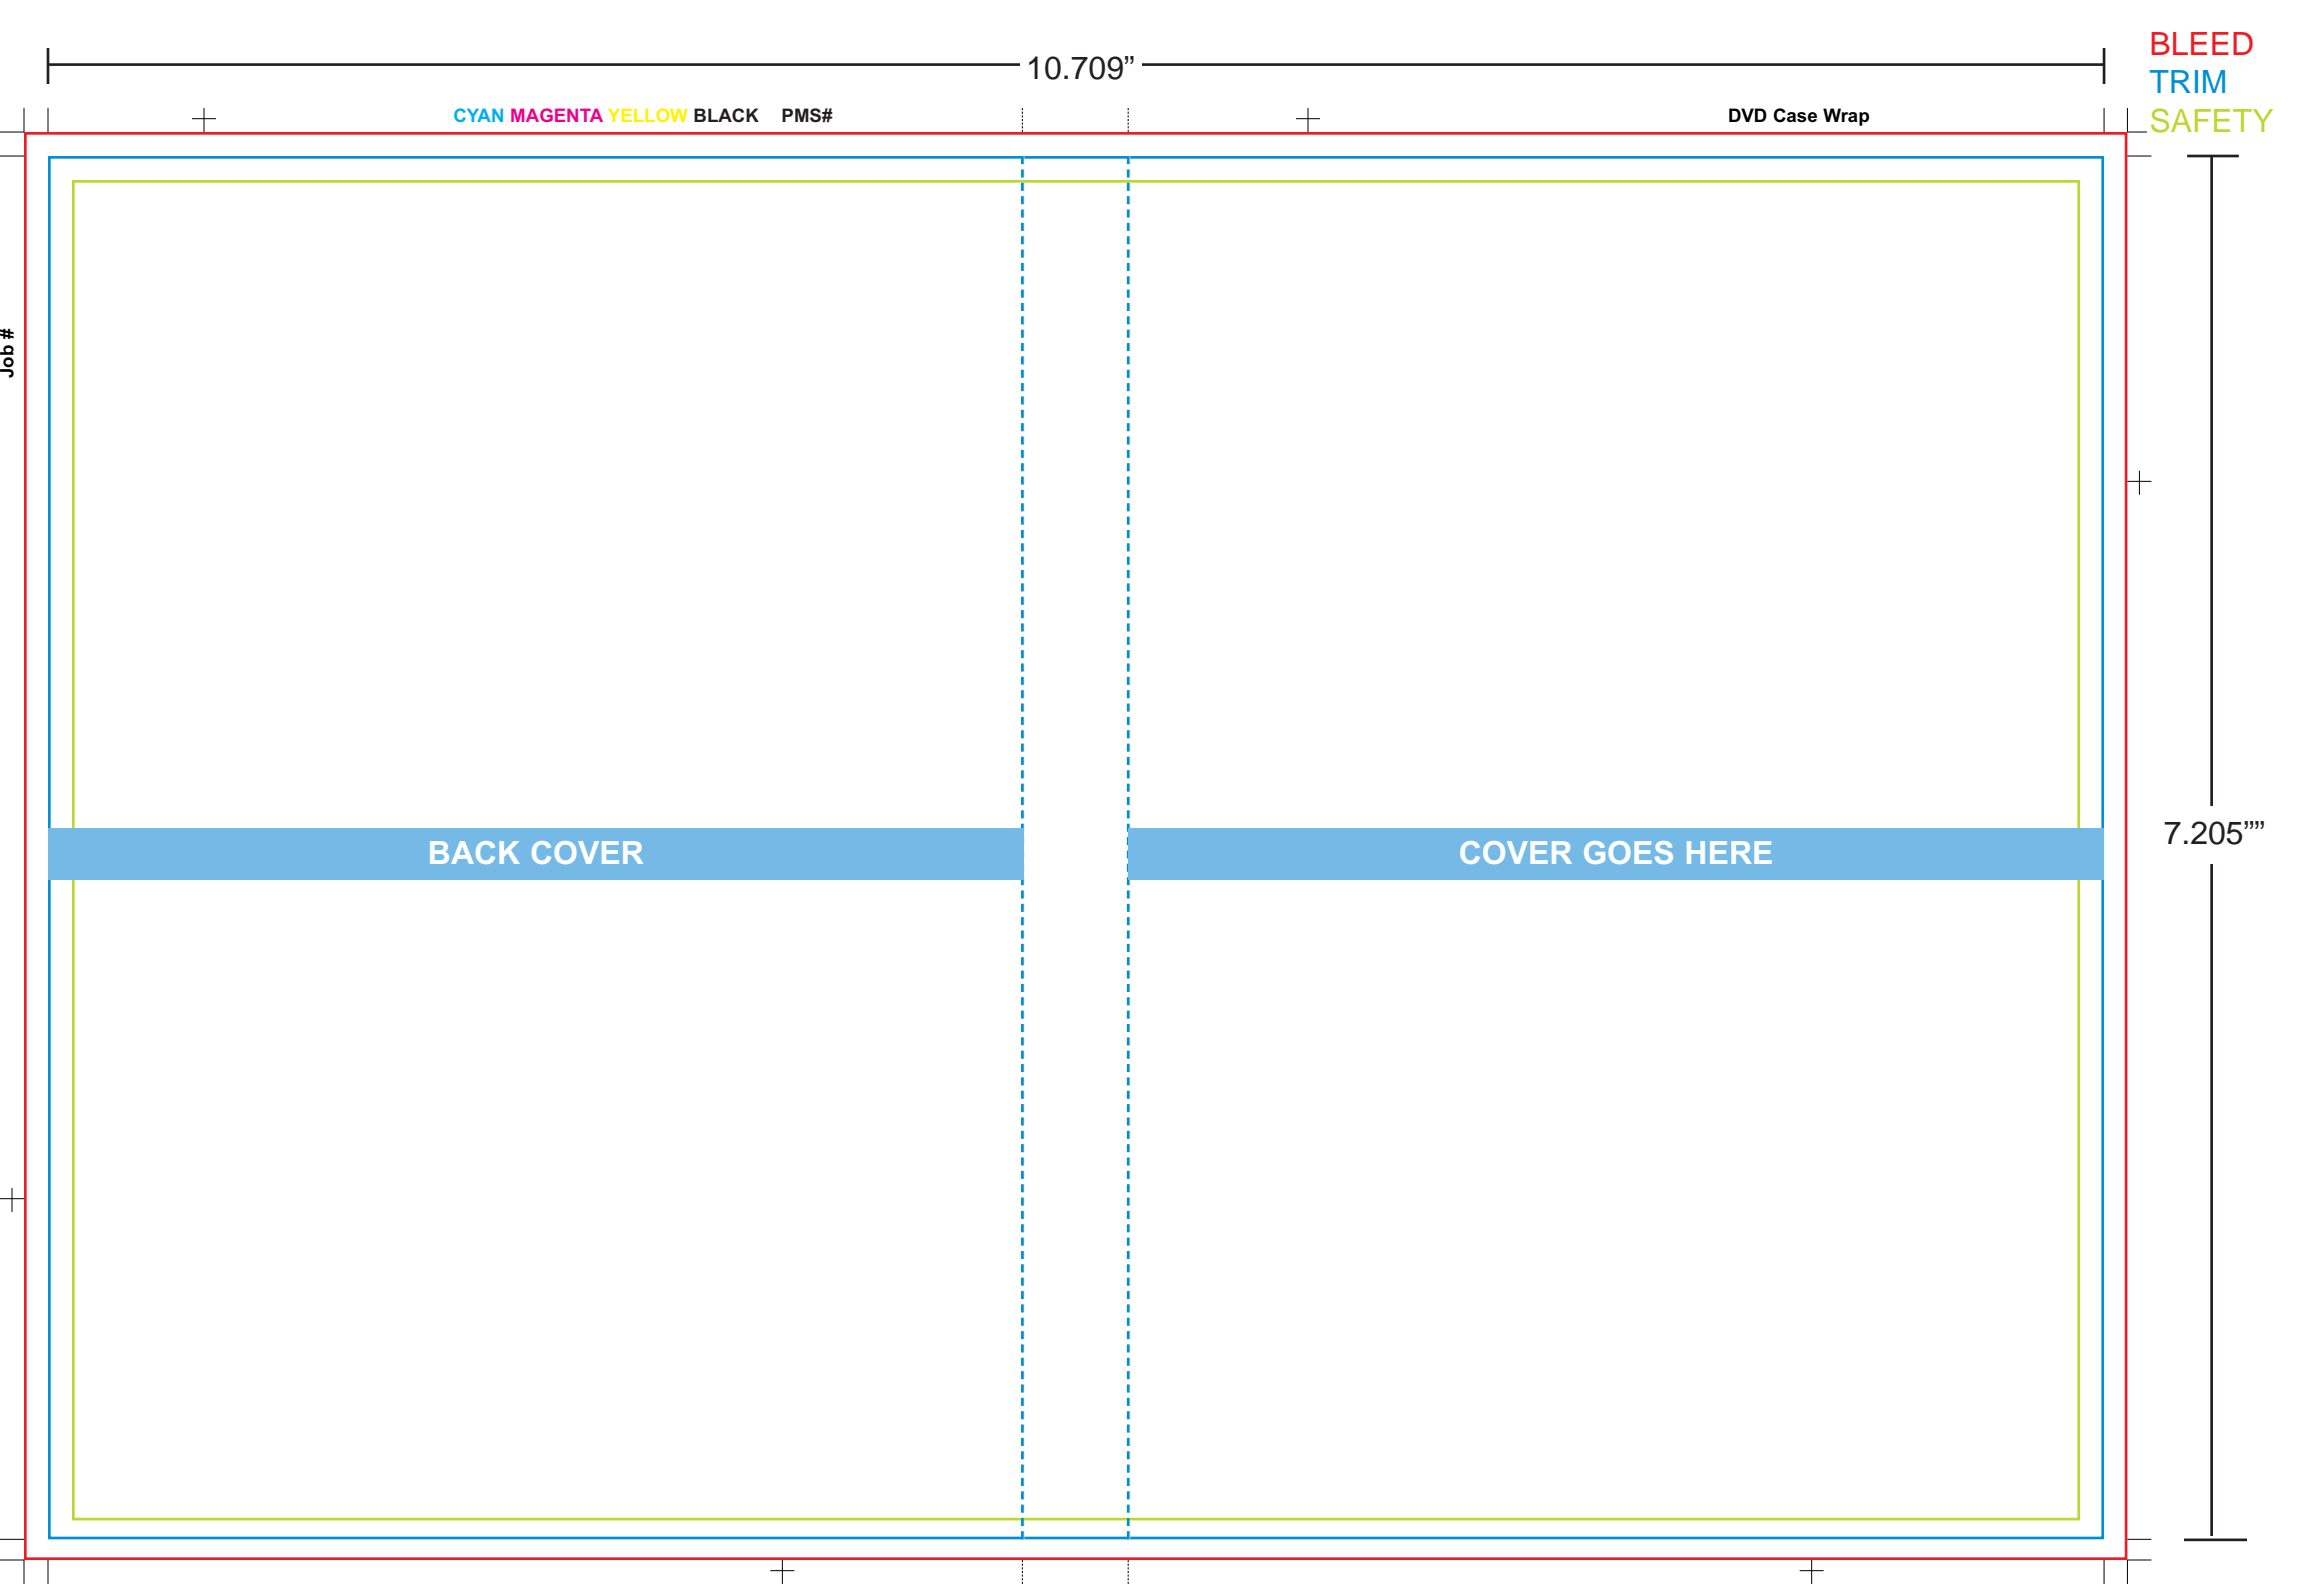 10.709”
BLEED
TRIM
SAFETY
CYAN MAGENTA YELLOW BLACK PMS#
DVD Case Wrap
Job #
BACK COVER
COVER GOES HERE
7.205””